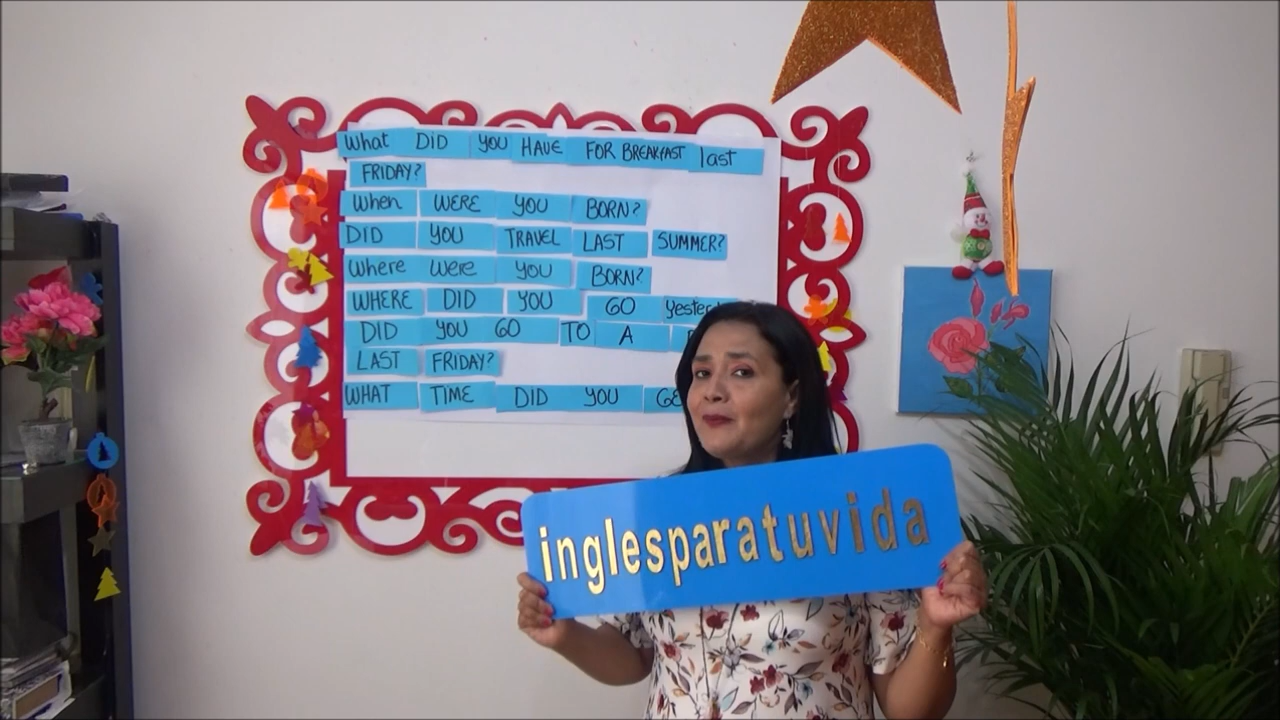 What DID YOU HAVE FOR BREAKFAST last
FRIDAY?
When WERE YOU BORN?
DID YOU TRAVEL LAST SUMMER?
Where were YOU BORN?
WHERE DID YOU GO
DID YOU GO TO A
LAST FRIDAY?
WHAT TIME DID YOU
inglesparatuvida